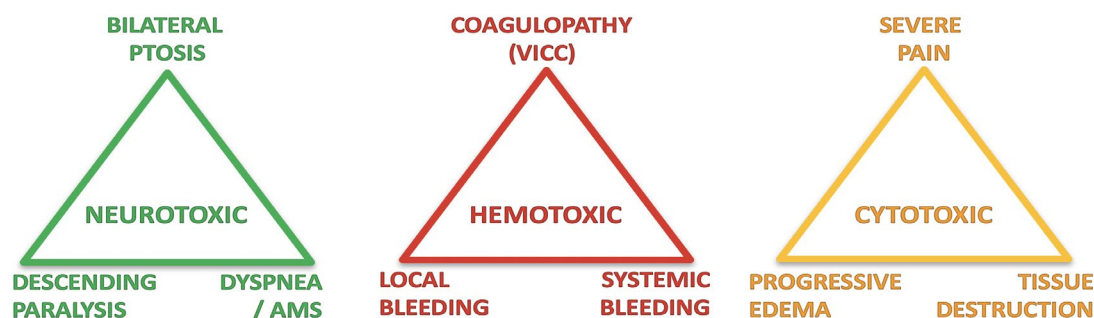 BILATERAL
PTOSIS
NEUROTOXIC
DESCENDING
PARALYSIS
DYSPNEA
/ AMS
COAGULOPATHY
(VICC)
HEMOTOXIC
LOCAL
BLEEDING
SYSTEMIC
BLEEDING
SEVERE
PAIN
CYTOTOXIC
PROGRESSIVE
EDEMA
TISSUE
DESTRUCTION